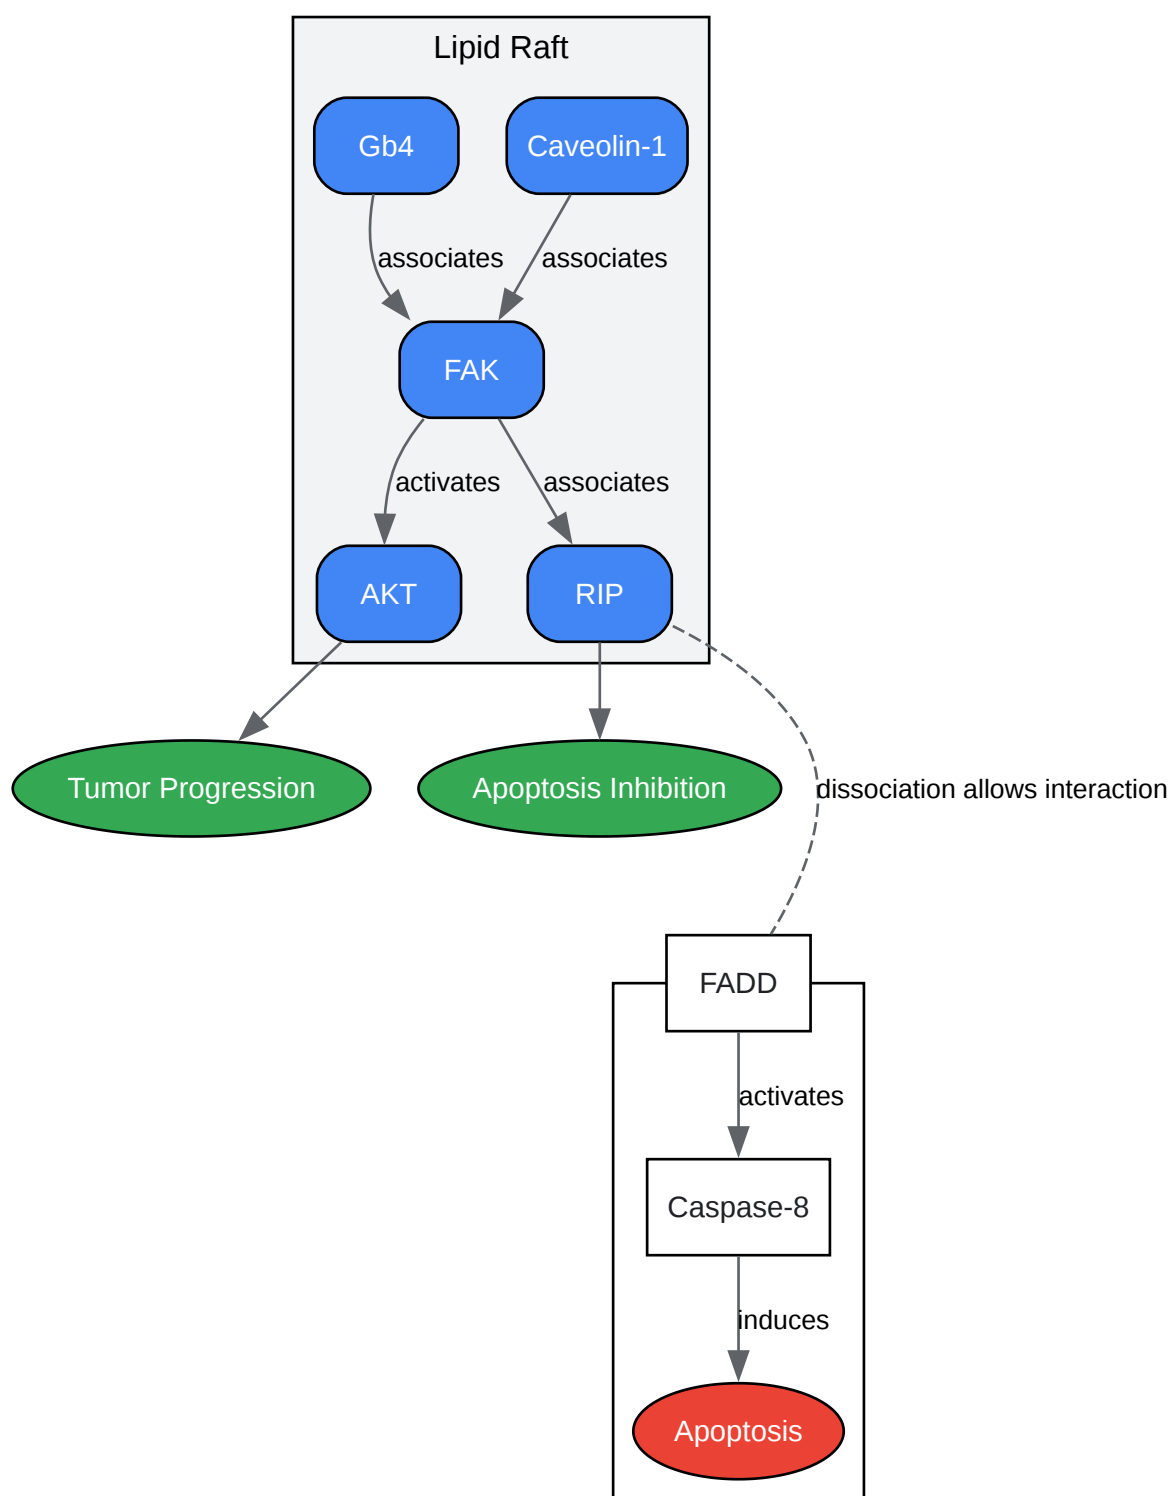 Lipid Raft
Gb4
Caveolin-1
associates
associates
FAK
activates
associates
AKT
RIP
Tumor Progression
Apoptosis Inhibition
dissociation allows interaction
FADD
activates
Caspase-8
induces
Apoptosis